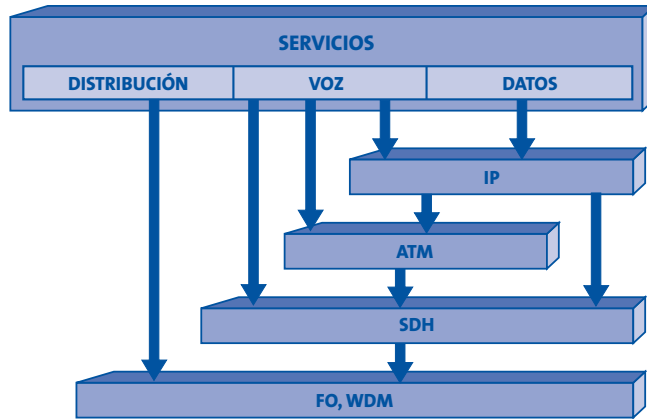 SERVICIOS
DISTRIBUCIÓN VOZ DATOS
IP
ATM
SDH
FO, WDM